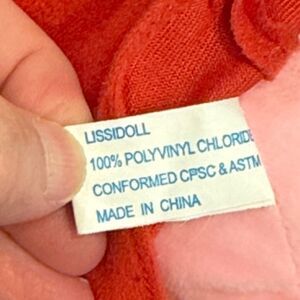 LISSIDOLL
100% POLYVINYL CHLORIDE
CONFORMED CPSC & ASTM
MADE IN CHINA